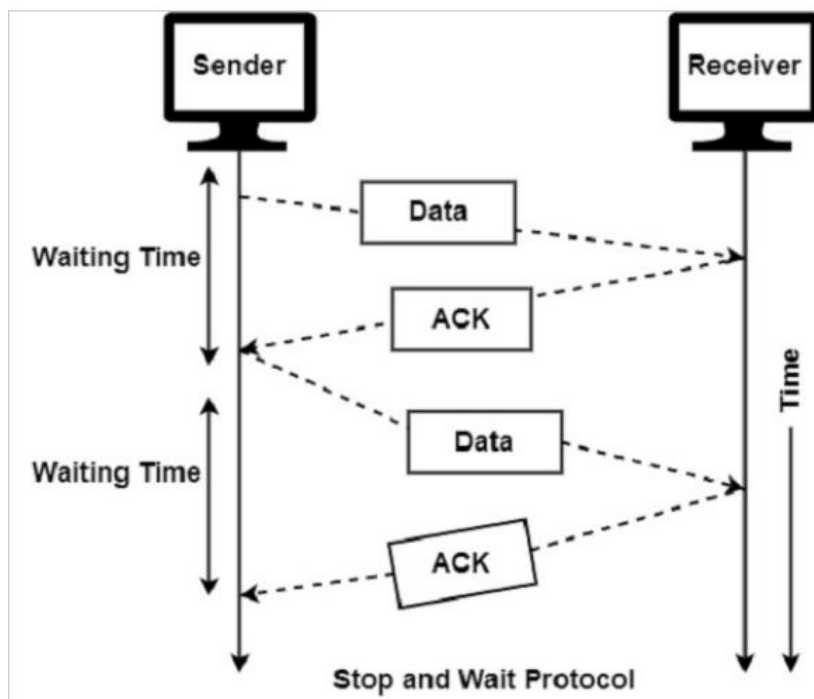 Sender
Receiver
Data
Waiting Time
ACK
Time
Data
Waiting Time
ACK
Stop and Wait Protocol